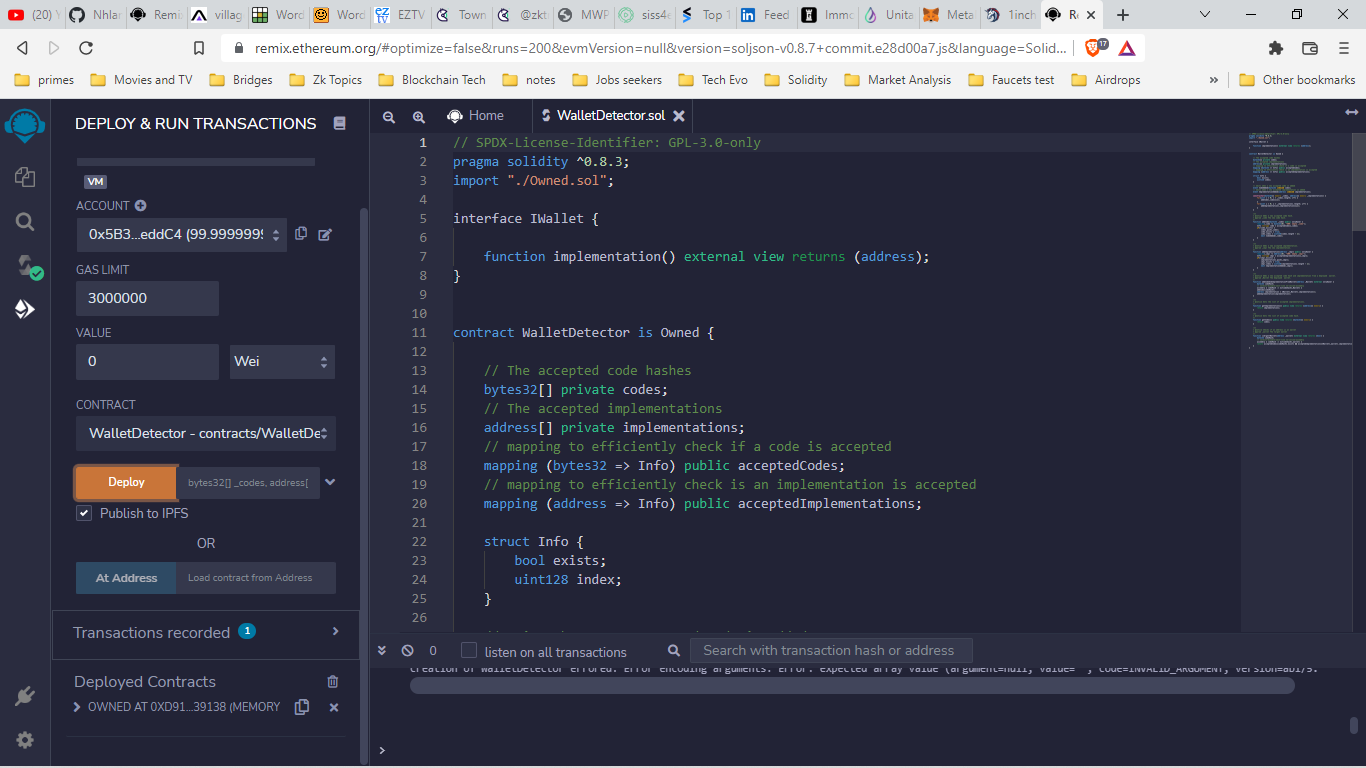 (20) Y
Nhlar
Remix
villag
Word
Word
EZTV
Town
@zkt
MWP
siss4e
Top 1
Feed
Immo
Unita
Meta
1inch
Re
remix.ethereum.org/#optimize=false&runs=200&evmVersion=null&version=soljson-v0.8.7+commit.e28d00a7.js&language=Solid...
17
primes
Movies and TV
Bridges
Zk Topics
Blockchain Tech
notes
Jobs seekers
Tech Evo
Solidity
Market Analysis
Faucets test
Airdrops
»
Other bookmarks
DEPLOY & RUN TRANSACTIONS
VM
ACCOUNT
0x5B3...eddC4 (99.9999999
GAS LIMIT
3000000
VALUE
0
Wei
CONTRACT
WalletDetector - contracts/WalletDe
Deploy
bytes32[] _codes, address[
Publish to IPFS
OR
At Address
Load contract from Address
Transactions recorded 1
Deployed Contracts
OWNED AT 0XD91...39138 (MEMORY
Home
WalletDetector.sol
1 // SPDX-License-Identifier: GPL-3.0-only
2 pragma solidity ^0.8.3;
3 import "./Owned.sol";
4
5 interface IWallet {
6
7 function implementation() external view returns (address);
8 }
9
10
11 contract WalletDetector is Owned {
12
13 // The accepted code hashes
14 bytes32[] private codes;
15 // The accepted implementations
16 address[] private implementations;
17 // mapping to efficiently check if a code is accepted
18 mapping (bytes32 => Info) public acceptedCodes;
19 // mapping to efficiently check is an implementation is accepted
20 mapping (address => Info) public acceptedImplementations;
21
22 struct Info {
23 bool exists;
24 uint128 index;
25 }
26
0
listen on all transactions
Search with transaction hash or address
creation of WalletDetector errored: Error encoding arguments: Error: expected array value (argument=null, value="", code=INVALID_ARGUMENT, version=abi/5.
>